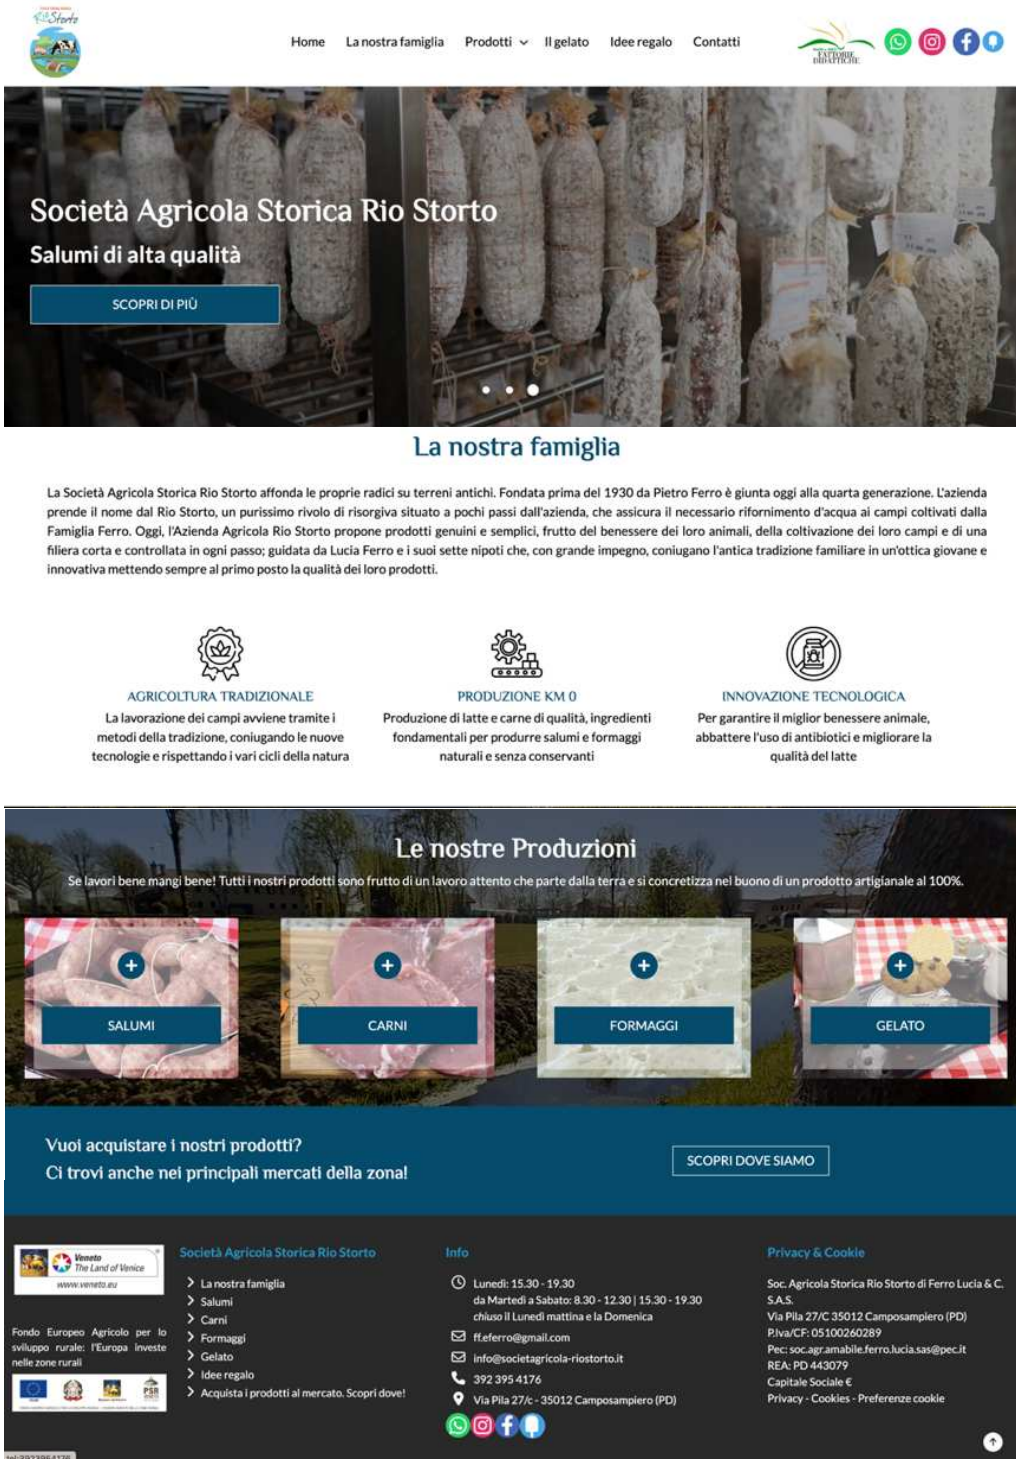 Rio Storto
Home La nostra famiglia Prodotti Il gelato Idee regalo Contatti
FATTORIE
DIDATTICHE
Società Agricola Storica Rio Storto
Salumi di alta qualità
SCOPRI DI PIÙ
La nostra famiglia
La Società Agricola Storica Rio Storto affonda le proprie radici su terreni antichi. Fondata prima del 1930 da Pietro Ferro è giunta oggi alla quarta generazione. L'azienda
prende il nome dal Rio Storto, un purissimo rivolo di risorgiva situato a pochi passi dall'azienda, che assicura il necessario rifornimento d'acqua ai campi coltivati dalla
Famiglia Ferro. Oggi, l'Azienda Agricola Rio Storto propone prodotti genuini e semplici, frutto del benessere dei loro animali, della coltivazione dei loro campi e di una
filiera corta e controllata in ogni passo; guidata da Lucia Ferro e i suoi sette nipoti che, con grande impegno, coniugano l'antica tradizione familiare in un'ottica giovane e
innovativa mettendo sempre al primo posto la qualità dei loro prodotti.
AGRICOLTURA TRADIZIONALE
La lavorazione dei campi avviene tramite i
metodi della tradizione, coniugando le nuove
tecnologie e rispettando i vari cicli della natura
PRODUZIONE KM 0
Produzione di latte e carne di qualità, ingredienti
fondamentali per produrre salumi e formaggi
naturali e senza conservanti
INNOVAZIONE TECNOLOGICA
Per garantire il miglior benessere animale,
abbattere l'uso di antibiotici e migliorare la
qualità del latte
Le nostre Produzioni
Se lavori bene mangi bene! Tutti i nostri prodotti sono frutto di un lavoro attento che parte dalla terra e si concretizza nel buono di un prodotto artigianale al 100%.
SALUMI
CARNI
FORMAGGI
GELATO
Vuoi acquistare i nostri prodotti?
Ci trovi anche nei principali mercati della zona!
SCOPRI DOVE SIAMO
Veneto
The Land of Venice
www.veneto.eu
Fondo Europeo Agricolo per lo
sviluppo rurale: l'Europa investe
nelle zone rurali
PSR
Società Agricola Storica Rio Storto
La nostra famiglia
Salumi
Carni
Formaggi
Gelato
Idee regalo
Acquista i prodotti al mercato. Scopri dove!
Info
Lunedì: 15.30 - 19.30
da Martedì a Sabato: 8.30 - 12.30 | 15.30 - 19.30
chiuso il Lunedì mattina e la Domenica
ff.eferro@gmail.com
info@societagricola-riostorto.it
392 395 4176
Via Pila 27/c - 35012 Camposampiero (PD)
Privacy & Cookie
Soc. Agricola Storica Rio Storto di Ferro Lucia & C.
S.A.S.
Via Pila 27/C 35012 Camposampiero (PD)
P.Iva/CF: 05100260289
Pec: soc.agr.amabile.ferro.lucia.sas@pec.it
REA: PD 443079
Capitale Sociale €
Privacy - Cookies - Preferenze cookie
tel:3923954176